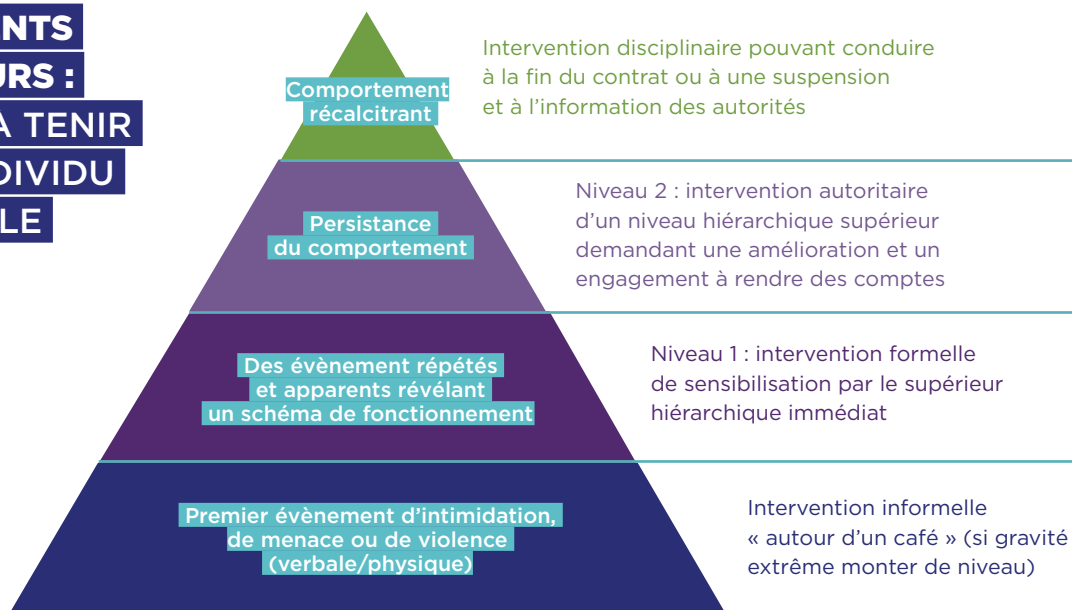 NTS
URS :
À TENIR
DIVIDU
LE
Comportement
récalcitrant
Intervention disciplinaire pouvant conduire
à la fin du contrat ou à une suspension
et à l’information des autorités
Persistance
du comportement
Niveau 2 : intervention autoritaire
d’un niveau hiérarchique supérieur
demandant une amélioration et un
engagement à rendre des comptes
Des évènement répétés
et apparents révélant
un schéma de fonctionnement
Niveau 1 : intervention formelle
de sensibilisation par le supérieur
hiérarchique immédiat
Premier évènement d’intimidation,
de menace ou de violence
(verbale/physique)
Intervention informelle
« autour d’un café » (si gravité
extrême monter de niveau)